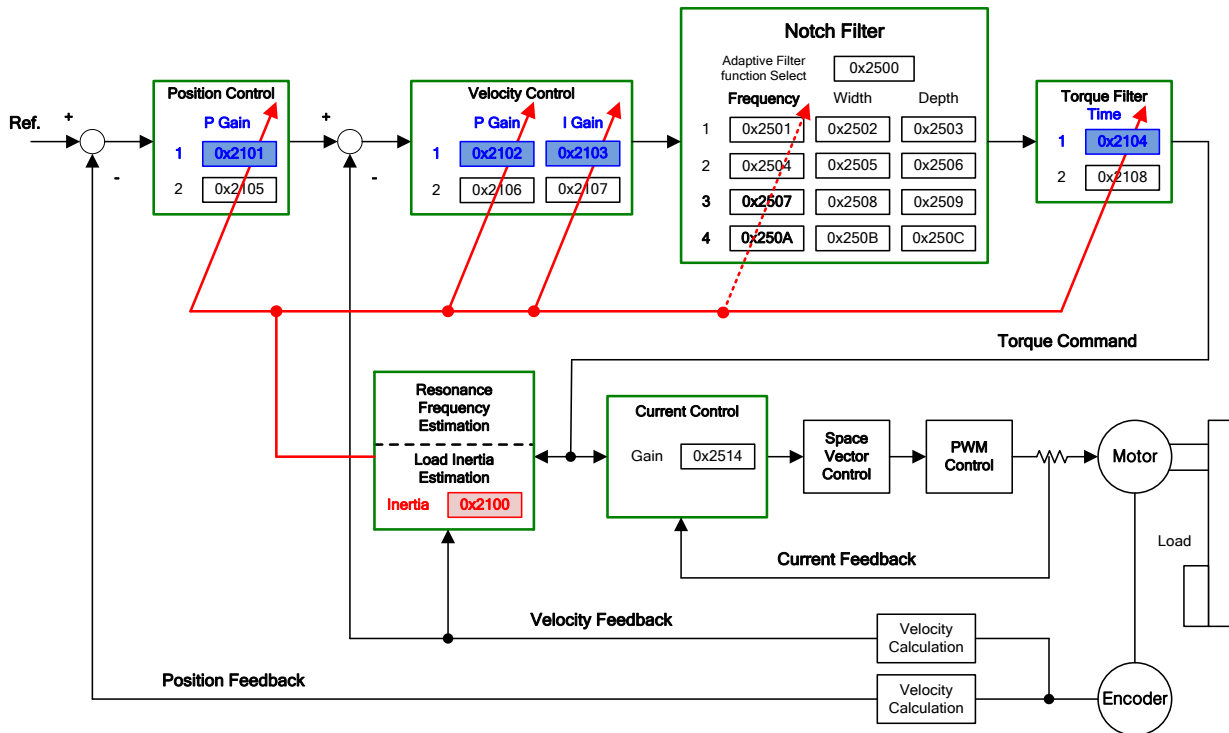 Notch Filter
Adaptive Filter
function Select
0x2500
Frequency Width Depth
1 0x2501 0x2502 0x2503
2 0x2504 0x2505 0x2506
3 0x2507 0x2508 0x2509
4 0x250A 0x250B 0x250C
Ref.
+
-
Position Control
P Gain
1 0x2101
2 0x2105
+
-
Velocity Control
P Gain I Gain
1 0x2102 0x2103
2 0x2106 0x2107
Torque Filter
Time
1 0x2104
2 0x2108
Torque Command
Resonance
Frequency
Estimation
Load Inertia
Estimation
Inertia 0x2100
Current Control
Gain 0x2514
Space
Vector
Control
PWM
Control
Motor
Load
Current Feedback
Velocity Feedback
Velocity
Calculation
Position Feedback
Velocity
Calculation
Encoder